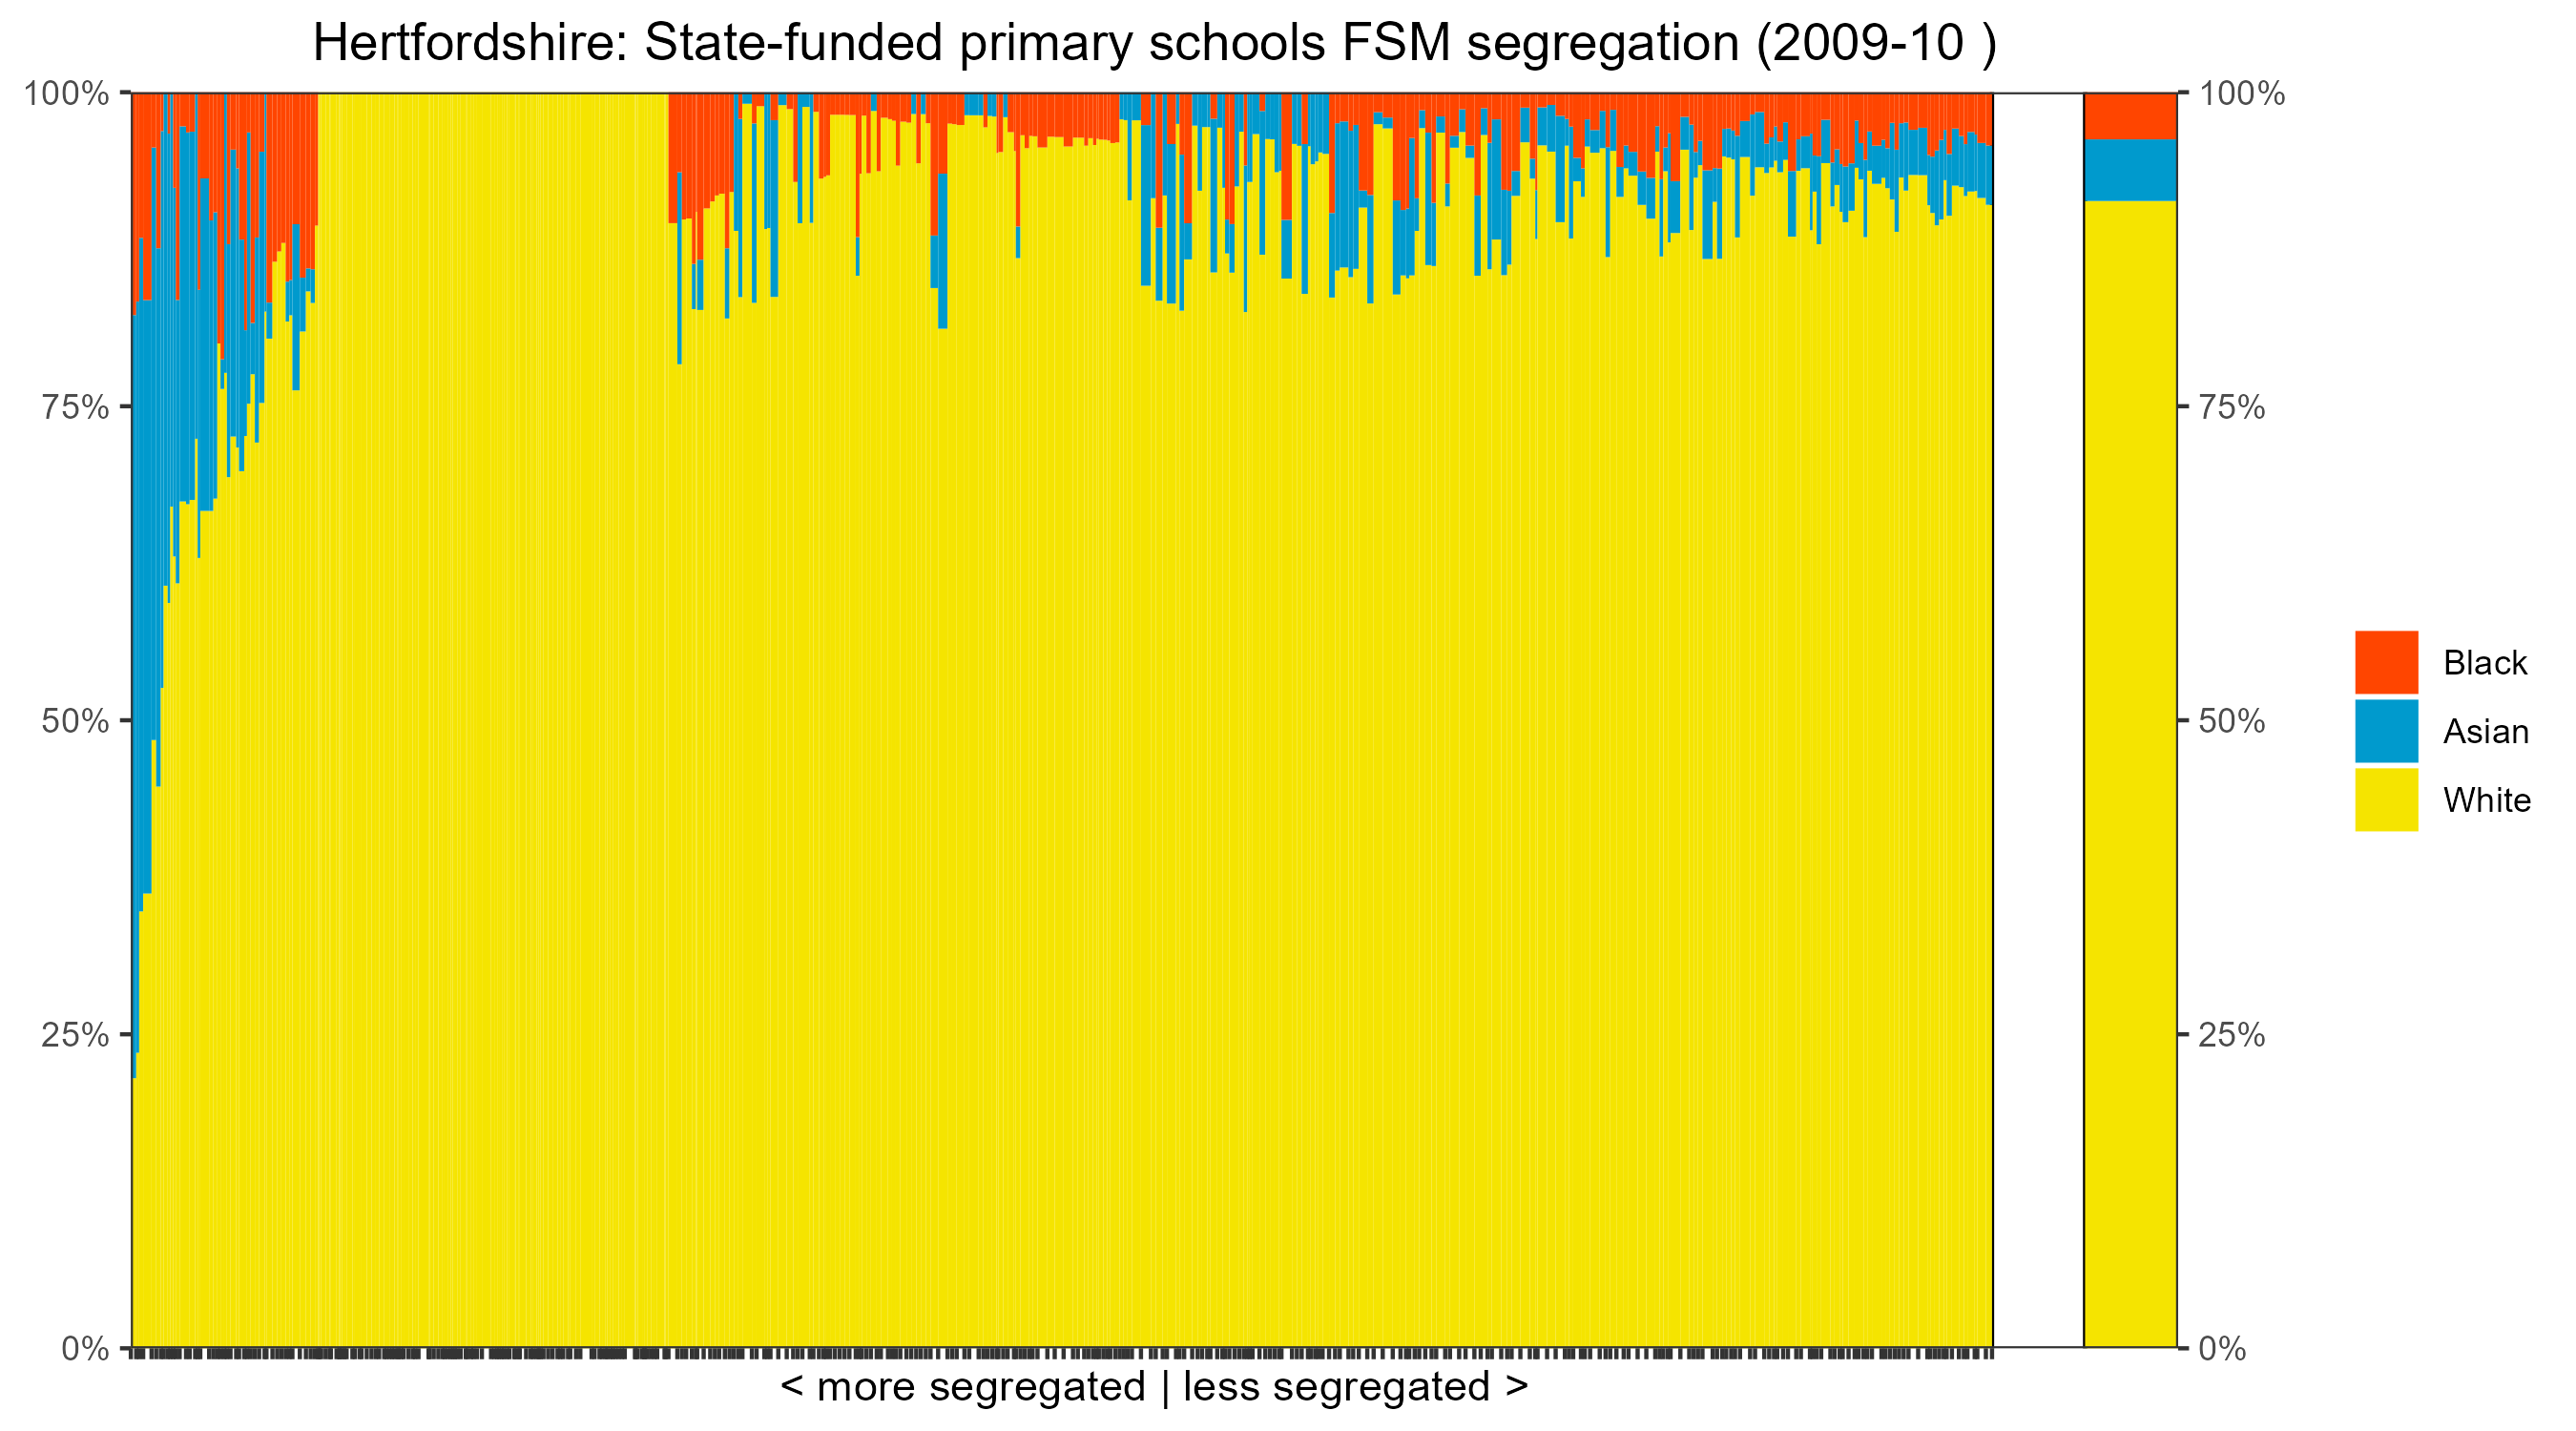 Hertfordshire: State-funded primary schools FSM segregation (2009-10 )
100%
75%
50%
25%
0%
100%
75%
50%
25%
0%
Black
Asian
White
< more segregated | less segregated >